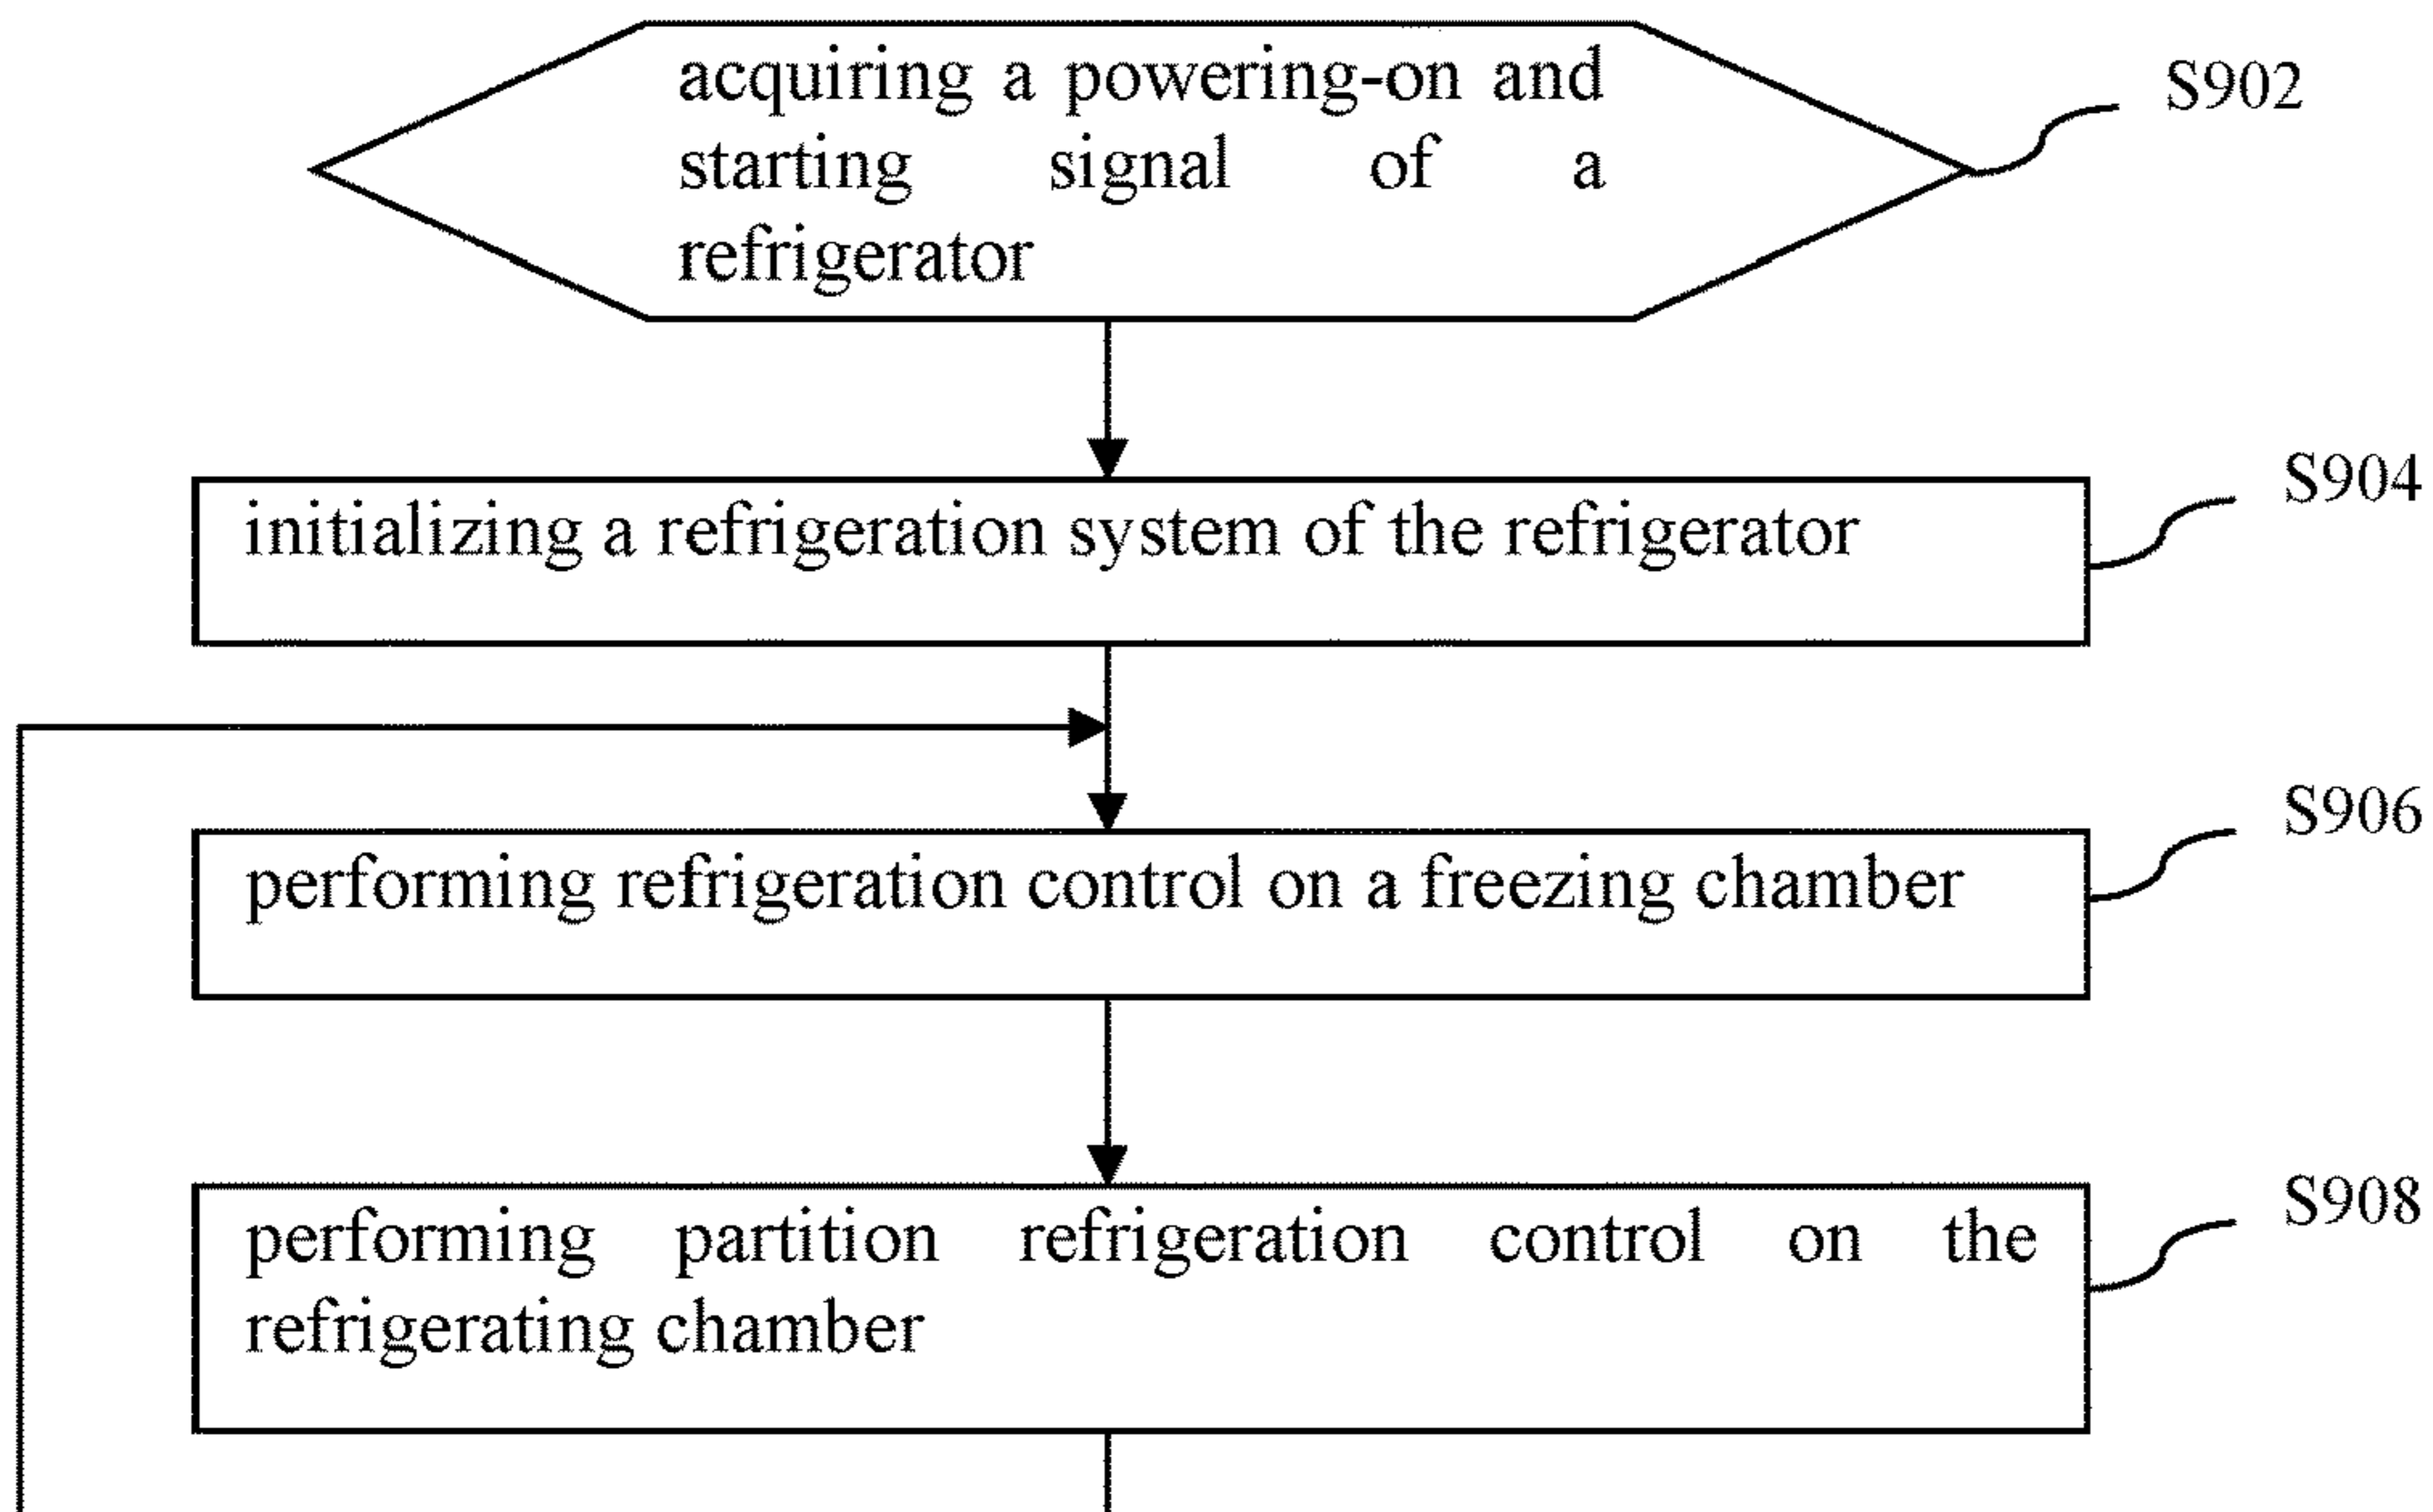 acquiring a powering-on and
starting signal of a
refrigerator
S902
initializing a refrigeration system of the refrigerator
S904
performing refrigeration control on a freezing chamber
S906
performing partition refrigeration control on the
refrigerating chamber
S908